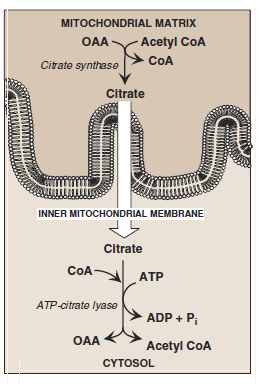 MITOCHONDRIAL MATRIX
OAA Acetyl CoA
Citrate synthase CoA
Citrate
INNER MITOCHONDRIAL MEMBRANE
Citrate
CoA ATP
ATP-citrate lyase
ADP + Pi
OAA Acetyl CoA
CYTOSOL